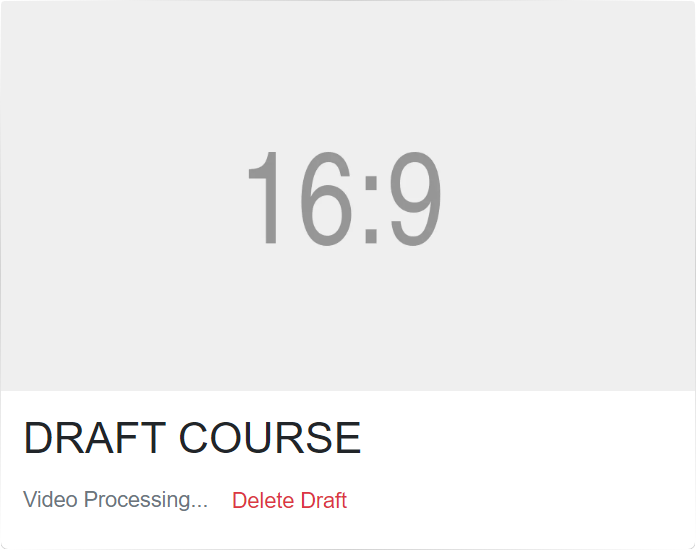 16:9
DRAFT COURSE
Video Processing... Delete Draft